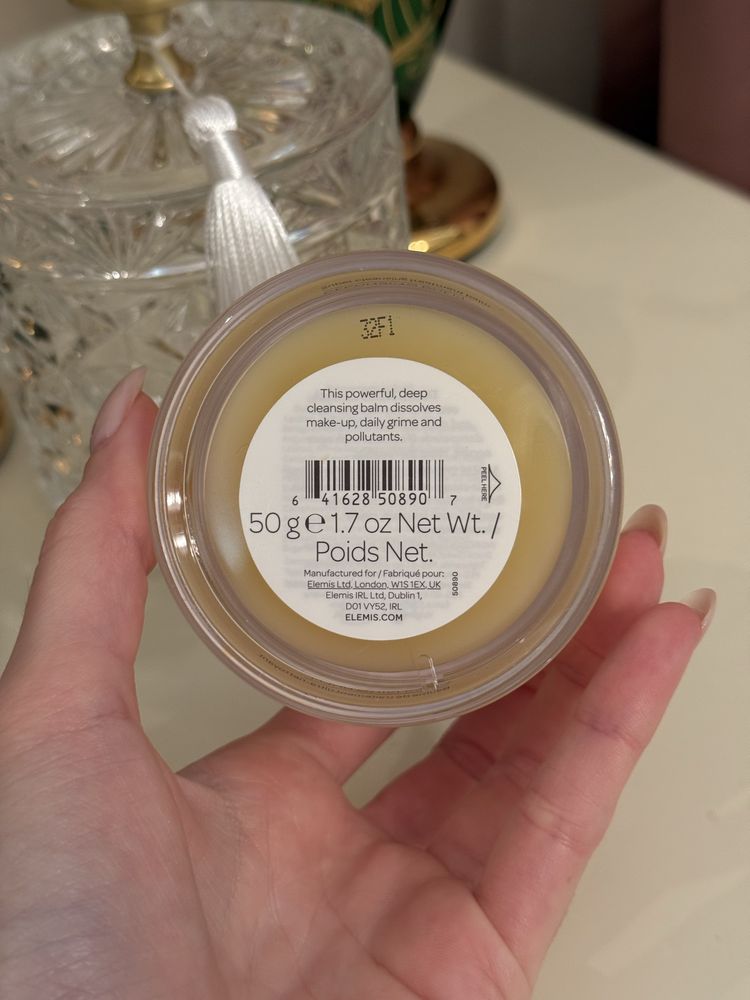 32F1
This powerful, deep
cleansing balm dissolves
make-up, daily grime and
pollutants.
PEEL HERE
6 41628 50890 7
50 g ℮ 1.7 oz Net Wt. /
Poids Net.
Manufactured for / Fabriqué pour:
Elemis Ltd, London, W1S 1EX, UK
Elemis IRL Ltd, Dublin 1,
D01 VY52, IRL
ELEMIS.COM
50890